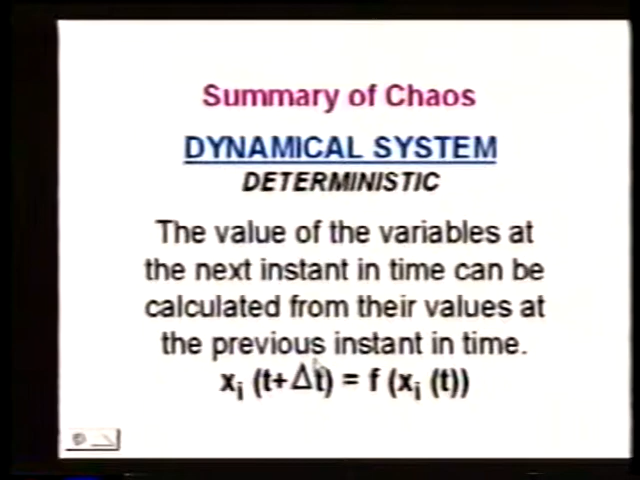 Summary of Chaos
DYNAMICAL SYSTEM
DETERMINISTIC
The value of the variables at
the next instant in time can be
calculated from their values at
the previous instant in time.
xᵢ (t+Δt) = f (xᵢ (t))